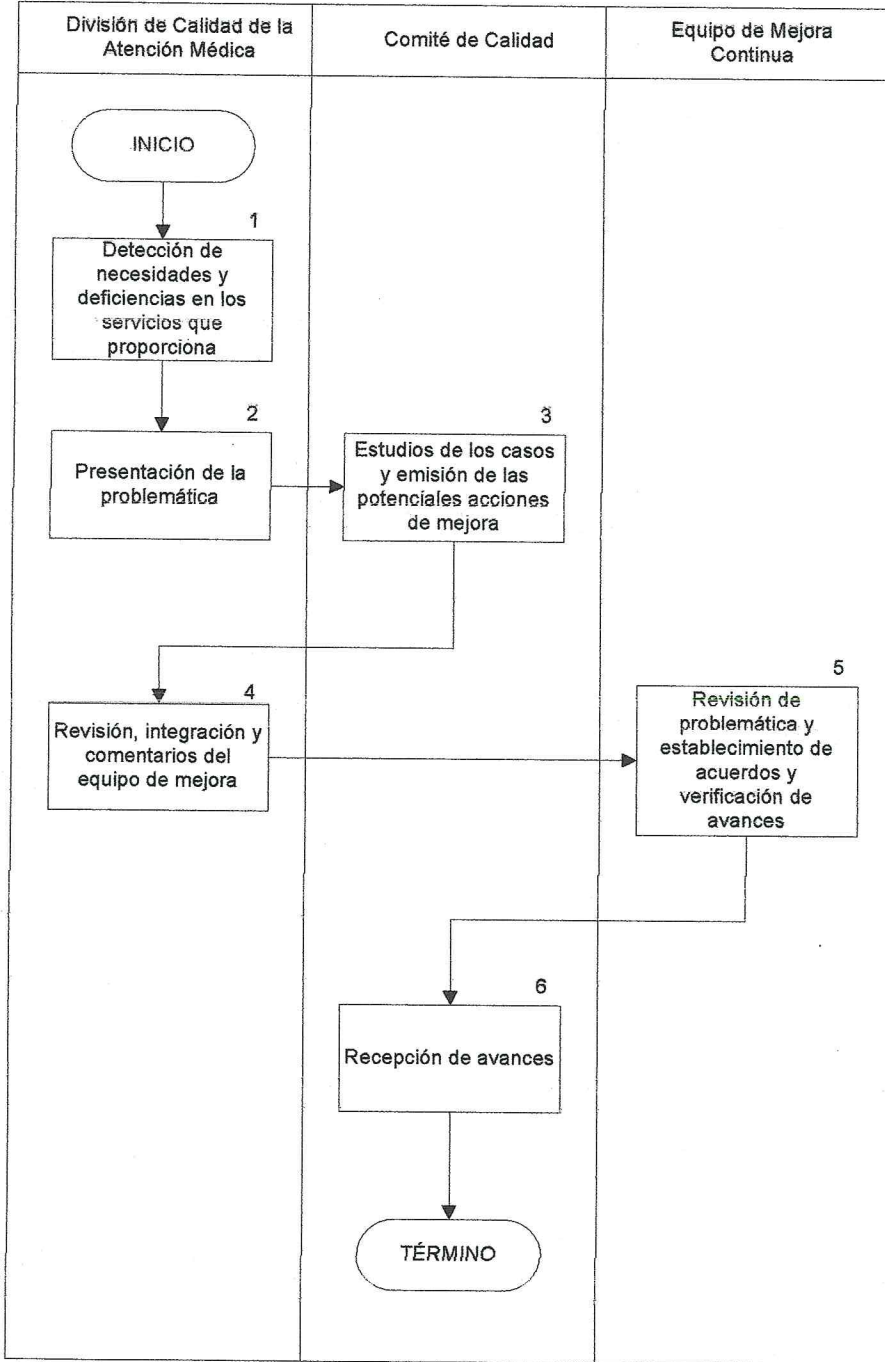 División de Calidad de la
Atención Médica
Comité de Calidad
Equipo de Mejora
Continua
INICIO
1
Detección de
necesidades y
deficiencias en los
servicios que
proporciona
2
Presentación de la
problemática
3
Estudios de los casos
y emisión de las
potenciales acciones
de mejora
4
Revisión, integración y
comentarios del
equipo de mejora
5
Revisión de
problemática y
establecimiento de
acuerdos y
verificación de
avances
6
Recepción de avances
TÉRMINO